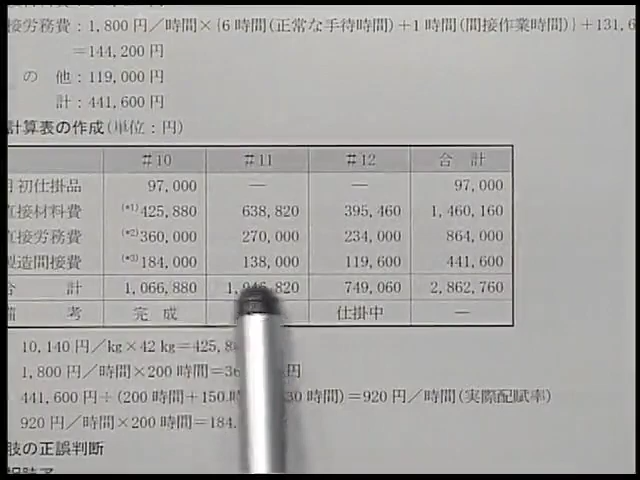 接労務費：1,800円／時間×{6時間(正常な手待時間)＋1時間(間接作業時間)}＋131,6
＝144,200円
の 他：119,000円
計：441,600円
計算表の作成(単位：円)
＃10 ＃11 ＃12 合 計
初仕掛品 97,000 — — 97,000
直接材料費 (*1)425,880 638,820 395,460 1,460,160
直接労務費 (*2)360,000 270,000 234,000 864,000
製造間接費 (*3)184,000 138,000 119,600 441,600
合 計 1,066,880 1,046,820 749,060 2,862,760
備 考 完 成 仕掛中 —
10,140円／kg×42kg＝425,8
1,800円／時間×200時間＝36 円
441,600円÷(200時間＋150 30時間)＝920円／時間(実際配賦率)
920円／時間×200時間＝184,
肢の正誤判断